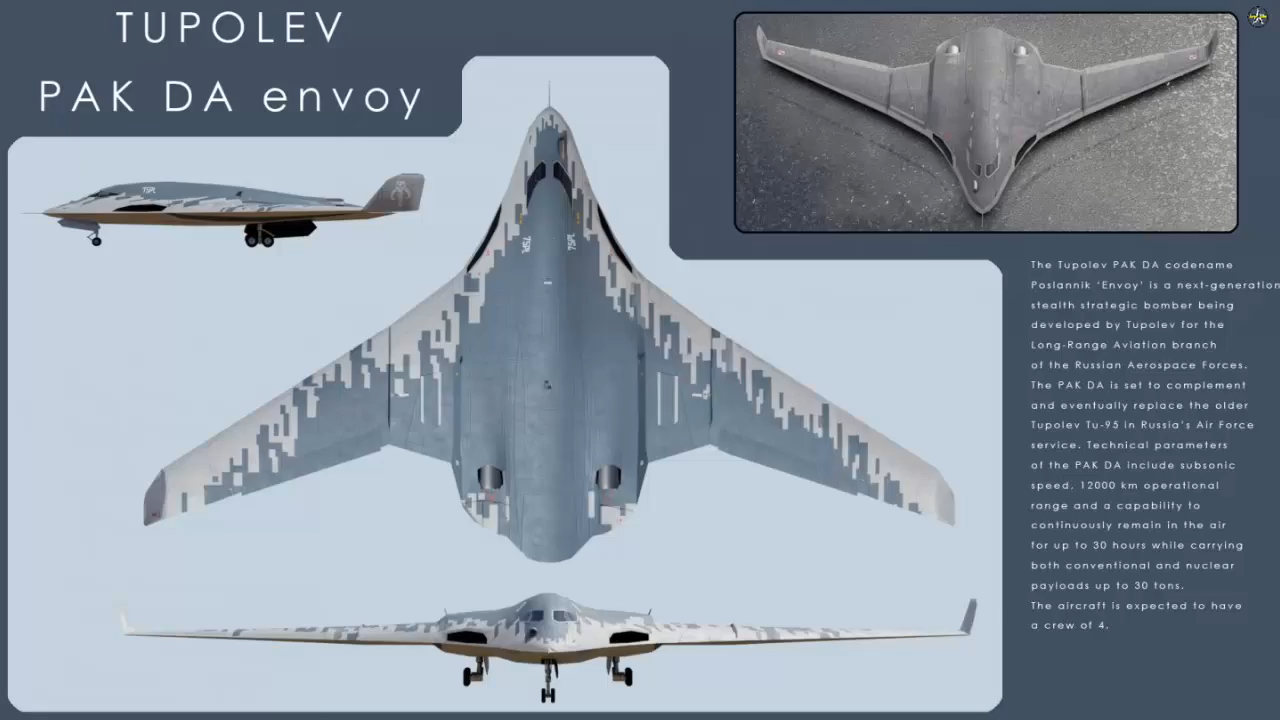 TUPOLEV
PAK DA envoy
The Tupolev PAK DA codename
Poslannik 'Envoy' is a next-generation
stealth strategic bomber being
developed by Tupolev for the
Long-Range Aviation branch
of the Russian Aerospace Forces.
The PAK DA is set to complement
and eventually replace the older
Tupolev Tu-95 in Russia's Air Force
service. Technical parameters
of the PAK DA include subsonic
speed, 12000 km operational
range and a capability to
continuously remain in the air
for up to 30 hours while carrying
both conventional and nuclear
payloads up to 30 tons.
The aircraft is expected to have
a crew of 4.